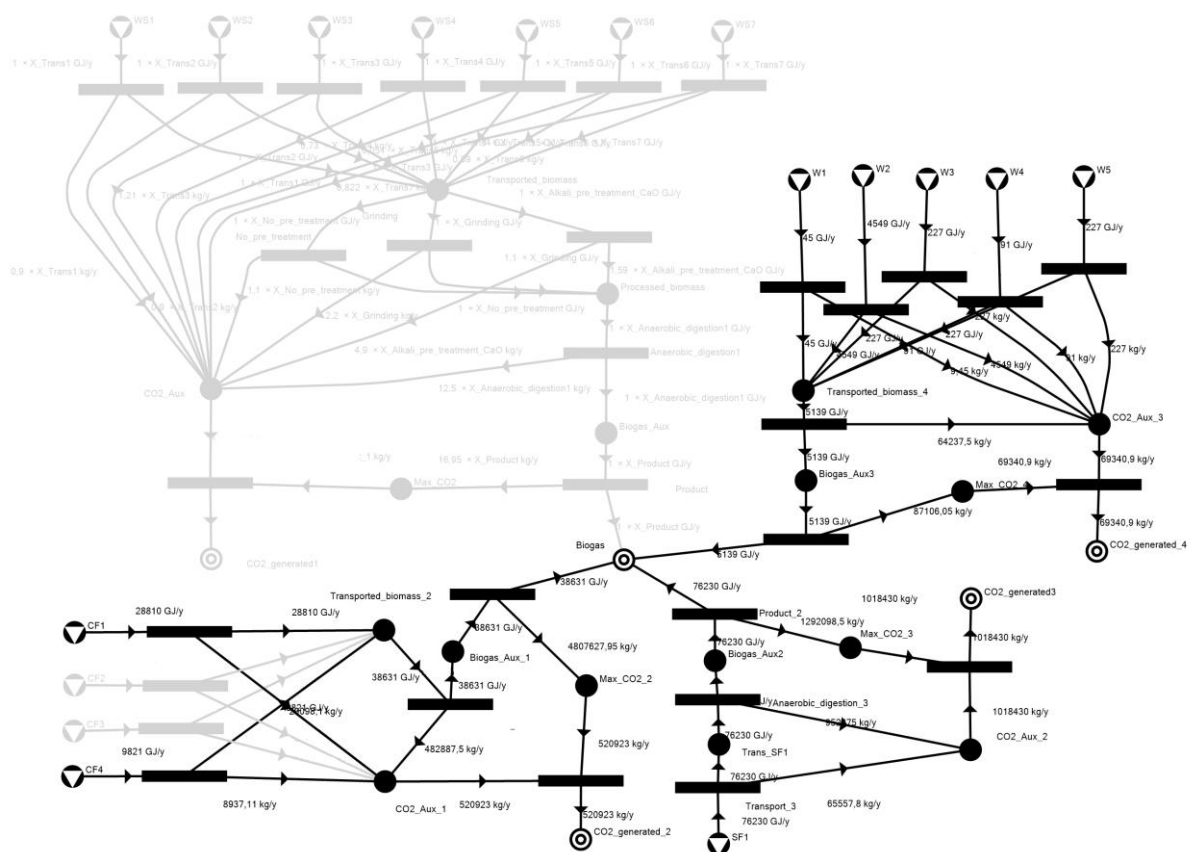 WS1
WS2
WS3
WS4
WS5
WS6
WS7
1 × X_Trans1 GJ/y
1 × X_Trans2 GJ/y
1 × X_Trans3 GJ/y
1 × X_Trans4 GJ/y
1 × X_Trans5 GJ/y
1 × X_Trans6 GJ/y
1 × X_Trans7 GJ/y
Transported_biomass
1 × X_Alkali_pre_treatment_CaO GJ/y
1 × X_No_pre_treatment GJ/y
Grinding
1 × X_Grinding GJ/y
No_pre_treatment
1,21 × X_Trans3 kg/y
0,9 × X_Trans1 kg/y
1,1 × X_Grinding GJ/y
1,59 × X_Alkali_pre_treatment_CaO GJ/y
1,1 × X_No_pre_treatment kg/y
Processed_biomass
1 × X_No_pre_treatment GJ/y
2,2 × X_Grinding kg/y
1 × X_Anaerobic_digestion1 GJ/y
4,9 × X_Alkali_pre_treatment_CaO kg/y
Anaerobic_digestion1
CO2_Aux
12,5 × X_Anaerobic_digestion1 kg/y
1 × X_Anaerobic_digestion1 GJ/y
Biogas_Aux
16,95 × X_Product kg/y
1 × X_Product GJ/y
Max_CO2
Product
1 × X_Product GJ/y
CO2_generated1
W1
W2
W3
W4
W5
45 GJ/y
4549 GJ/y
227 GJ/y
91 GJ/y
227 GJ/y
227 kg/y
45 GJ/y
4549 GJ/y
227 GJ/y
91 GJ/y
227 GJ/y
9,45 kg/y
4549 kg/y
91 kg/y
227 kg/y
Transported_biomass_4
CO2_Aux_3
5139 GJ/y
64237,5 kg/y
5139 GJ/y
69340,9 kg/y
69340,9 kg/y
Biogas_Aux3
Max_CO2_4
87106,05 kg/y
5139 GJ/y
69340,9 kg/y
CO2_generated_4
Biogas
5139 GJ/y
38631 GJ/y
76230 GJ/y
Transported_biomass_2
CF1
28810 GJ/y
28810 GJ/y
38631 GJ/y
4807627,95 kg/y
Biogas_Aux_1
CF2
38631 GJ/y
38631 GJ/y
Max_CO2_2
CF3
9821 GJ/y
9821 GJ/y
CF4
482887,5 kg/y
8937,11 kg/y
CO2_Aux_1
520923 kg/y
520923 kg/y
520923 kg/y
CO2_generated_2
CO2_generated3
1018430 kg/y
Product_2
1292098,5 kg/y
1018430 kg/y
76230 GJ/y
Max_CO2_3
Biogas_Aux2
Anaerobic_digestion_3
1018430 kg/y
76230 GJ/y
Trans_SF1
CO2_Aux_2
76230 GJ/y
65557,8 kg/y
Transport_3
76230 GJ/y
SF1